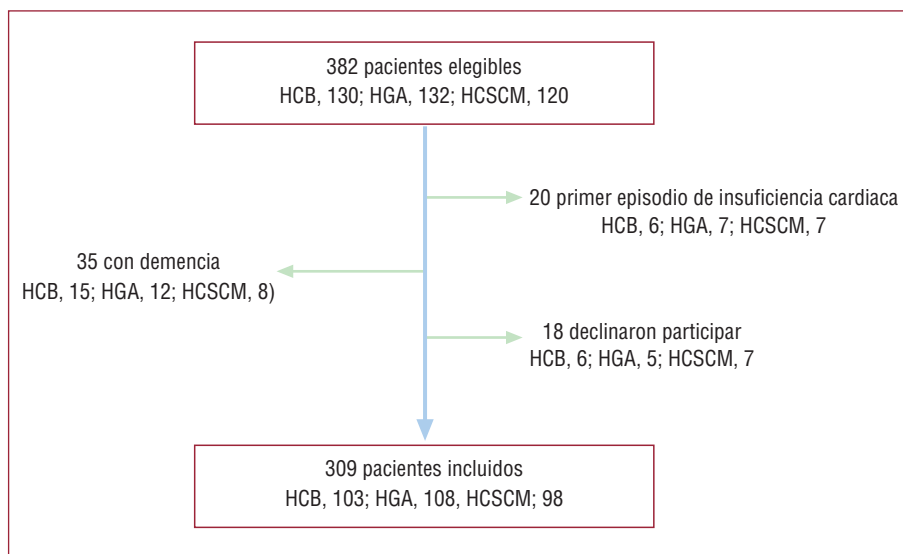 382 pacientes elegibles
HCB, 130; HGA, 132; HCSCM, 120
20 primer episodio de insuficiencia cardiaca
HCB, 6; HGA, 7; HCSCM, 7
35 con demencia
HCB, 15; HGA, 12; HCSCM, 8)
18 declinaron participar
HCB, 6; HGA, 5; HCSCM, 7
309 pacientes incluidos
HCB, 103; HGA, 108, HCSCM; 98